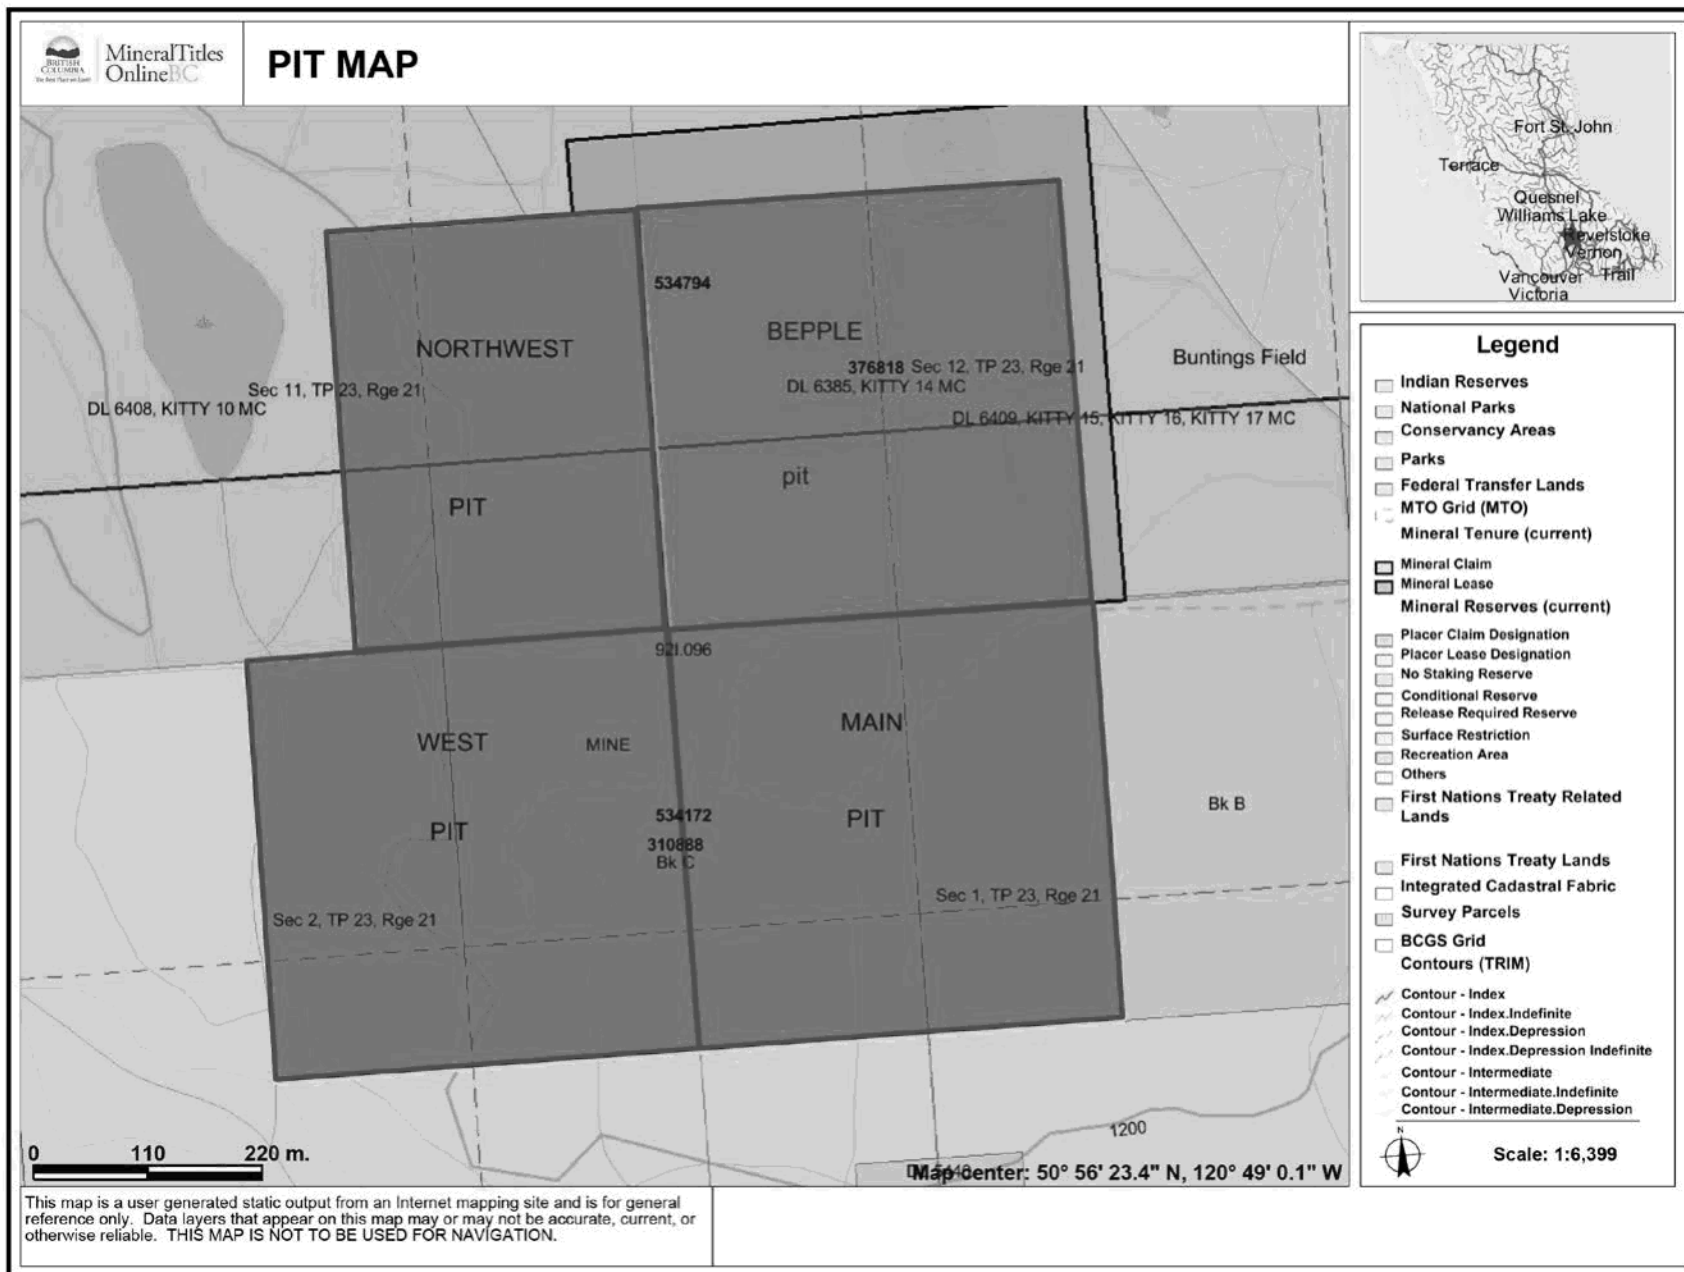 BRITISH
COLUMBIA
The Best Place on Earth
MineralTitles
OnlineBC
PIT MAP
534794
NORTHWEST
BEPPLE
376818 Sec 12, TP 23, Rge 21
DL 6385, KITTY 14 MC
Buntings Field
Sec 11, TP 23, Rge 21
DL 6408, KITTY 10 MC
DL 6409, KITTY 15, KITTY 16, KITTY 17 MC
pit
PIT
92I.096
WEST
MINE
MAIN
534172
PIT
PIT
310888
Bk C
Bk B
Sec 1, TP 23, Rge 21
Sec 2, TP 23, Rge 21
1200
0 110 220 m.
Map center: 50° 56' 23.4" N, 120° 49' 0.1" W
This map is a user generated static output from an Internet mapping site and is for general
reference only. Data layers that appear on this map may or may not be accurate, current, or
otherwise reliable. THIS MAP IS NOT TO BE USED FOR NAVIGATION.
Fort St. John
Terrace
Quesnel
Williams Lake
Revelstoke
Vernon
Vancouver
Trail
Victoria
Legend
Indian Reserves
National Parks
Conservancy Areas
Parks
Federal Transfer Lands
MTO Grid (MTO)
Mineral Tenure (current)
Mineral Claim
Mineral Lease
Mineral Reserves (current)
Placer Claim Designation
Placer Lease Designation
No Staking Reserve
Conditional Reserve
Release Required Reserve
Surface Restriction
Recreation Area
Others
First Nations Treaty Related
Lands
First Nations Treaty Lands
Integrated Cadastral Fabric
Survey Parcels
BCGS Grid
Contours (TRIM)
Contour - Index
Contour - Index.Indefinite
Contour - Index.Depression
Contour - Index.Depression Indefinite
Contour - Intermediate
Contour - Intermediate.Indefinite
Contour - Intermediate.Depression
N
Scale: 1:6,399